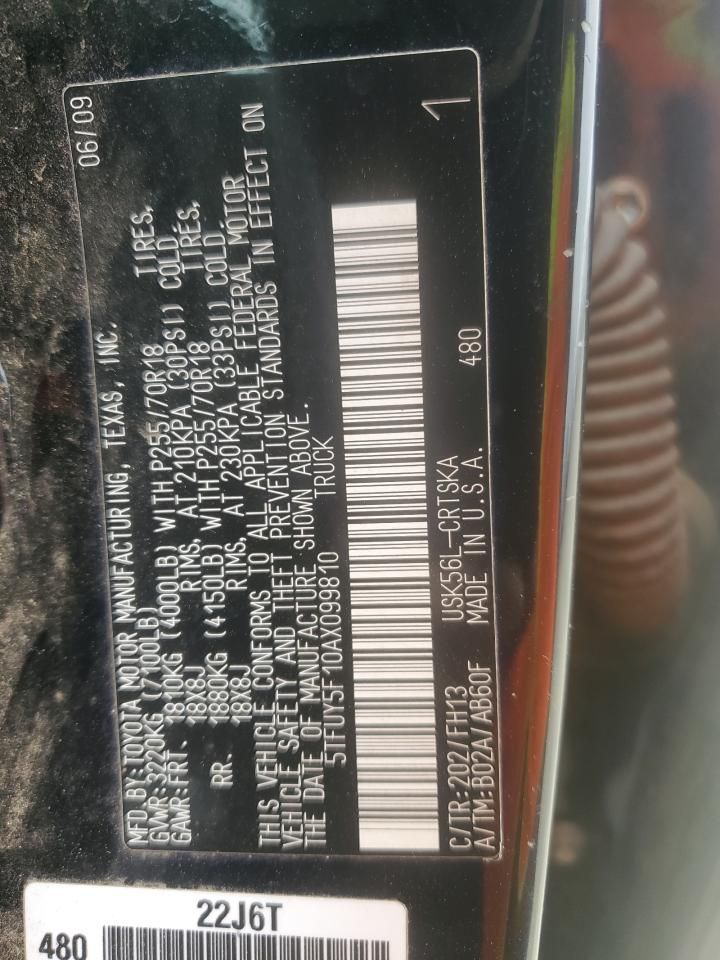 MFD BY:TOYOTA MOTOR MANUFACTURING, TEXAS, INC. 06/09
GVWR:3220KG (7100LB)
GAWR:FRT. 1810KG (4000LB) WITH P255/70R18 TIRES,
18X8J RIMS, AT 210KPA (30PSI) COLD.
RR. 1880KG (4150LB) WITH P255/70R18 TIRES,
18X8J RIMS, AT 230KPA (33PSI) COLD.
THIS VEHICLE CONFORMS TO ALL APPLICABLE FEDERAL MOTOR
VEHICLE SAFETY AND THEFT PREVENTION STANDARDS IN EFFECT ON
THE DATE OF MANUFACTURE SHOWN ABOVE.
5TFUY5F10AX099810 TRUCK
C/TR:202/FH13 USK56L-CRTSKA 480
A/TM:B02A/AB60F MADE IN U.S.A. 1
22J6T
480